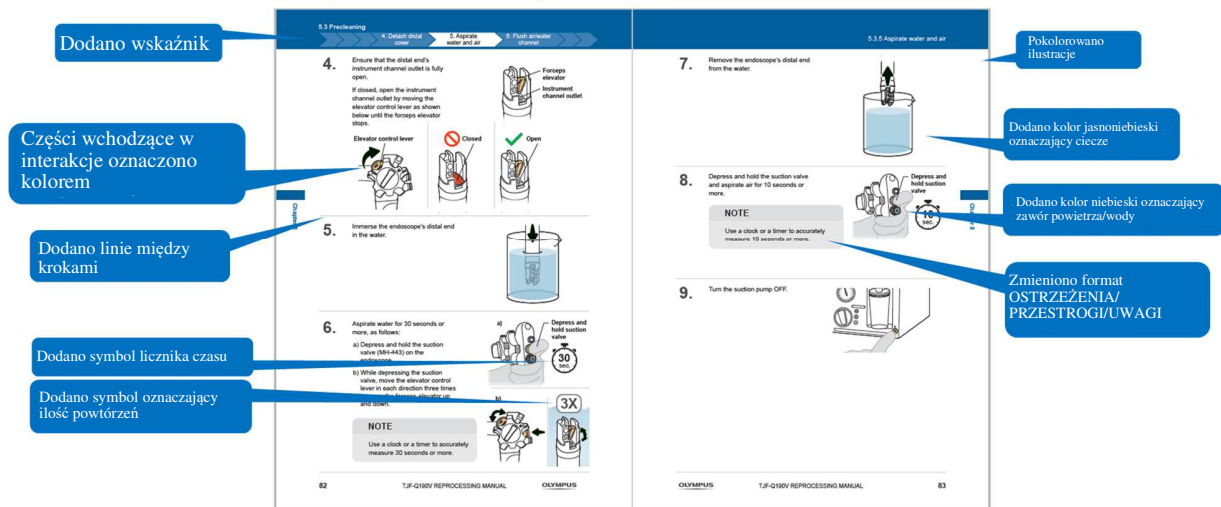 Dodano wskaźnik
Części wchodzące w
interakcje oznaczono
kolorem
Dodano linie między
krokami
Dodano symbol licznika czasu
Dodano symbol oznaczający
ilość powtórzeń
5.3 Precleaning
4. Detach distal
cover
5. Aspirate
water and air
6. Flush air/water
channel
4.
Ensure that the distal end's
instrument channel outlet is fully
open.
If closed, open the instrument
channel outlet by moving the
elevator control lever as shown
below until the forceps elevator
stops.
Forceps
elevator
Instrument
channel outlet
Elevator control lever
Closed
Open
5.
Immerse the endoscope's distal end
in the water.
6.
Aspirate water for 30 seconds or
more, as follows:
a) Depress and hold the suction
valve (MH-443) on the
endoscope.
b) While depressing the suction
valve, move the elevator control
lever in each direction three times
and down.
a)
Depress and
hold suction
valve
30
sec.
b)
3X
NOTE
Use a clock or a timer to accurately
measure 30 seconds or more.
82
TJF-Q190V REPROCESSING MANUAL
OLYMPUS
5.3.5 Aspirate water and air
7.
Remove the endoscope's distal end
from the water.
8.
Depress and hold the suction valve
and aspirate air for 10 seconds or
more.
Depress and
hold suction
valve
10
sec.
NOTE
Use a clock or a timer to accurately
measure 10 seconds or more.
9.
Turn the suction pump OFF.
OLYMPUS
TJF-Q190V REPROCESSING MANUAL
83
Pokolorowano
ilustracje
Dodano kolor jasnoniebieski
oznaczający ciecze
Dodano kolor niebieski oznaczający
zawór powietrza/wody
Zmieniono format
OSTRZEŻENIA/
PRZESTROGI/UWAGI